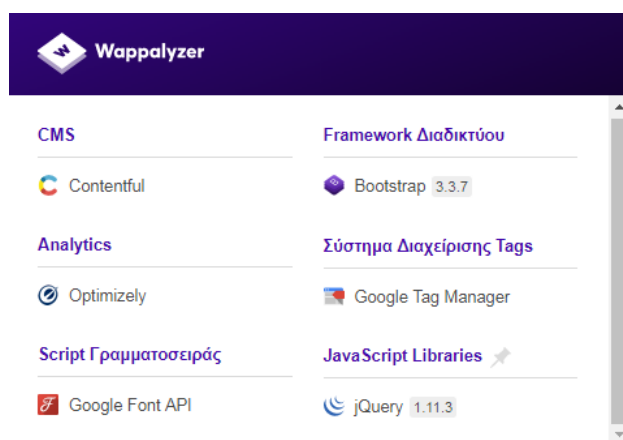 Wappalyzer
CMS
Contentful
Analytics
Optimizely
Script Γραμματοσειράς
Google Font API
Framework Διαδικτύου
Bootstrap 3.3.7
Σύστημα Διαχείρισης Tags
Google Tag Manager
JavaScript Libraries
jQuery 1.11.3